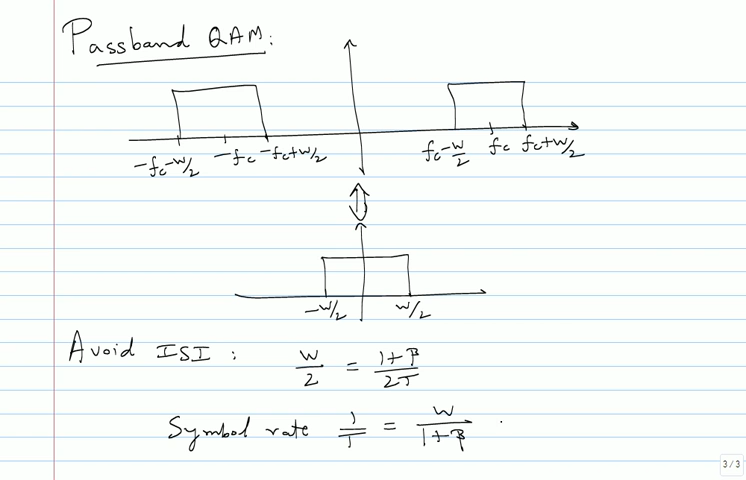 Passband QAM:
-fc-W/2 -fc -fc+W/2 fc-W/2 fc fc+W/2
-W/2 W/2
Avoid ISI: W/2 = 1+β/2T
Symbol rate 1/T = W/1+β.
3/3